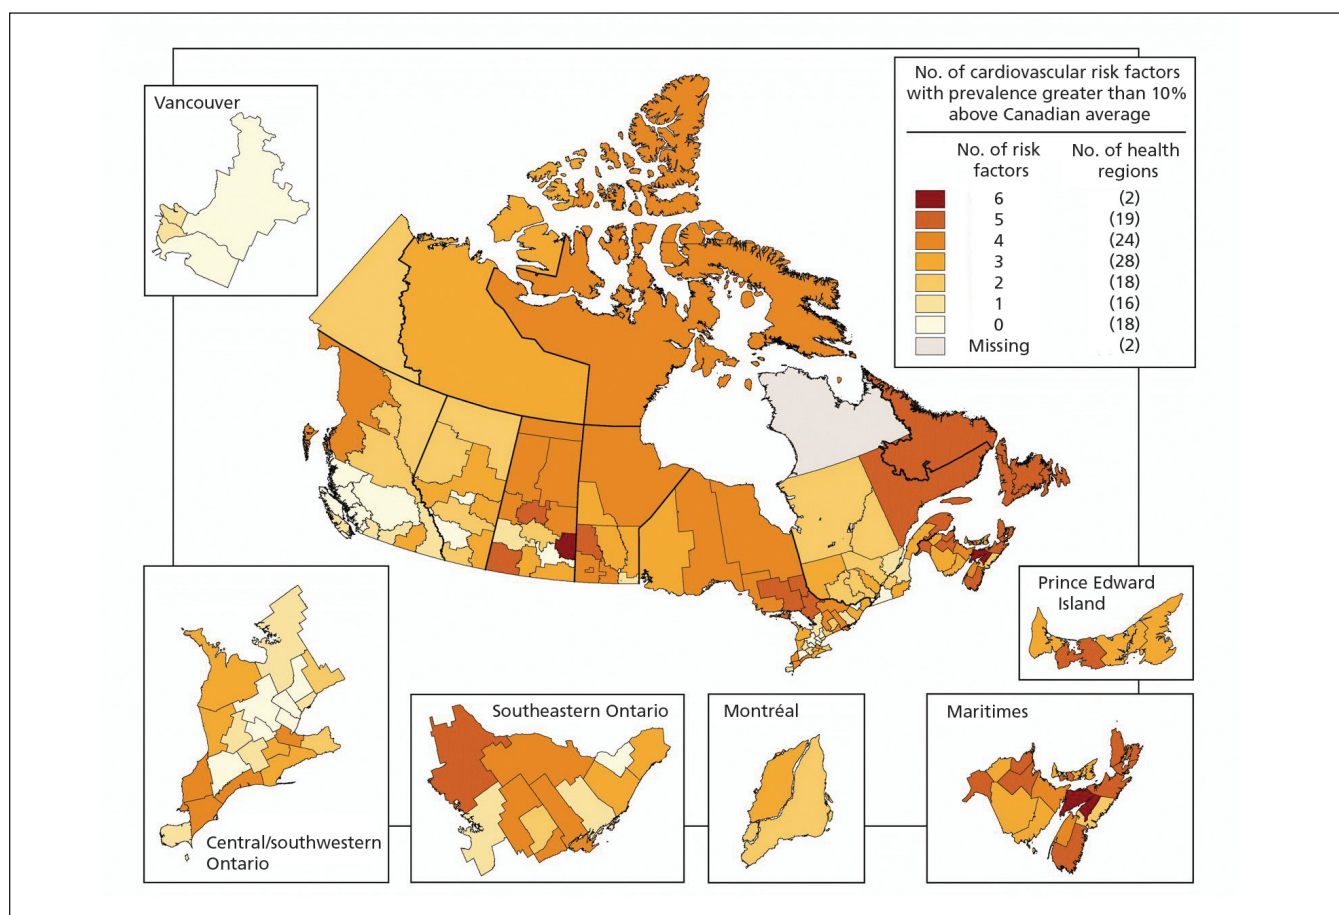 Vancouver
No. of cardiovascular risk factors
with prevalence greater than 10%
above Canadian average
No. of risk factors No. of health regions
6 (2)
5 (19)
4 (24)
3 (28)
2 (18)
1 (16)
0 (18)
Missing (2)
Prince Edward
Island
Central/southwestern
Ontario
Southeastern Ontario
Montréal
Maritimes